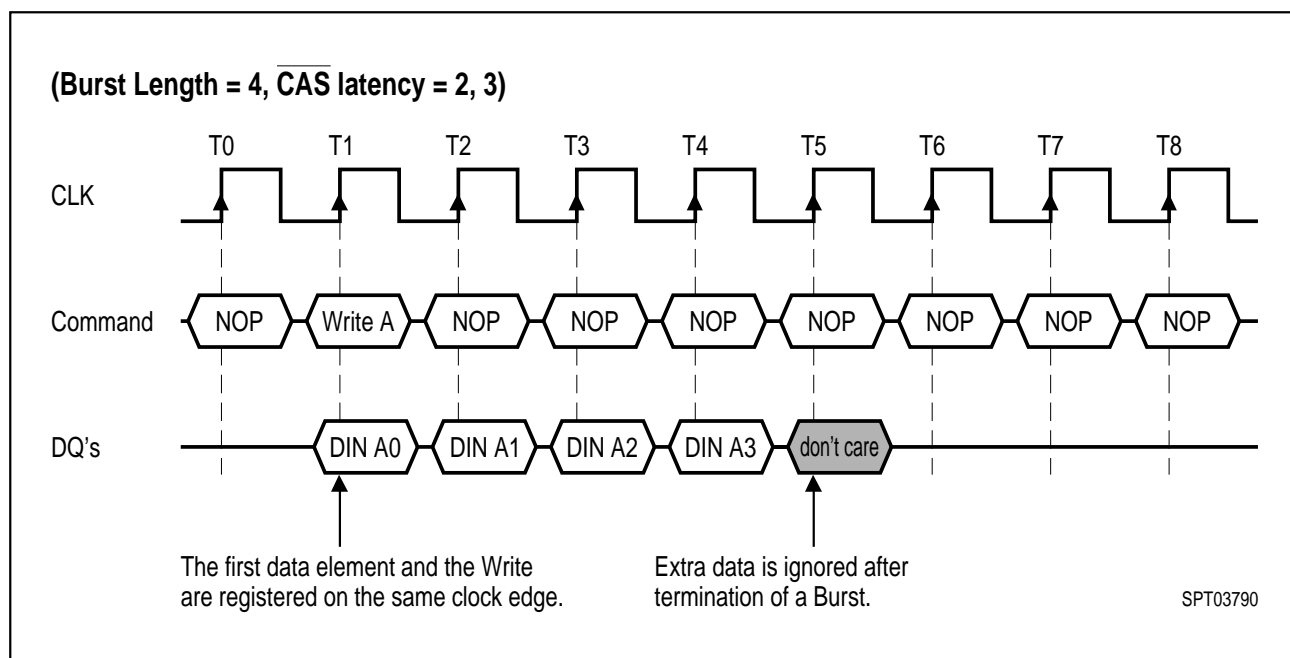 (Burst Length = 4, CAS latency = 2, 3)
T0 T1 T2 T3 T4 T5 T6 T7 T8
CLK
Command NOP Write A NOP NOP NOP NOP NOP NOP NOP
DQ's DIN A0 DIN A1 DIN A2 DIN A3 don't care
The first data element and the Write
are registered on the same clock edge.
Extra data is ignored after
termination of a Burst.
SPT03790